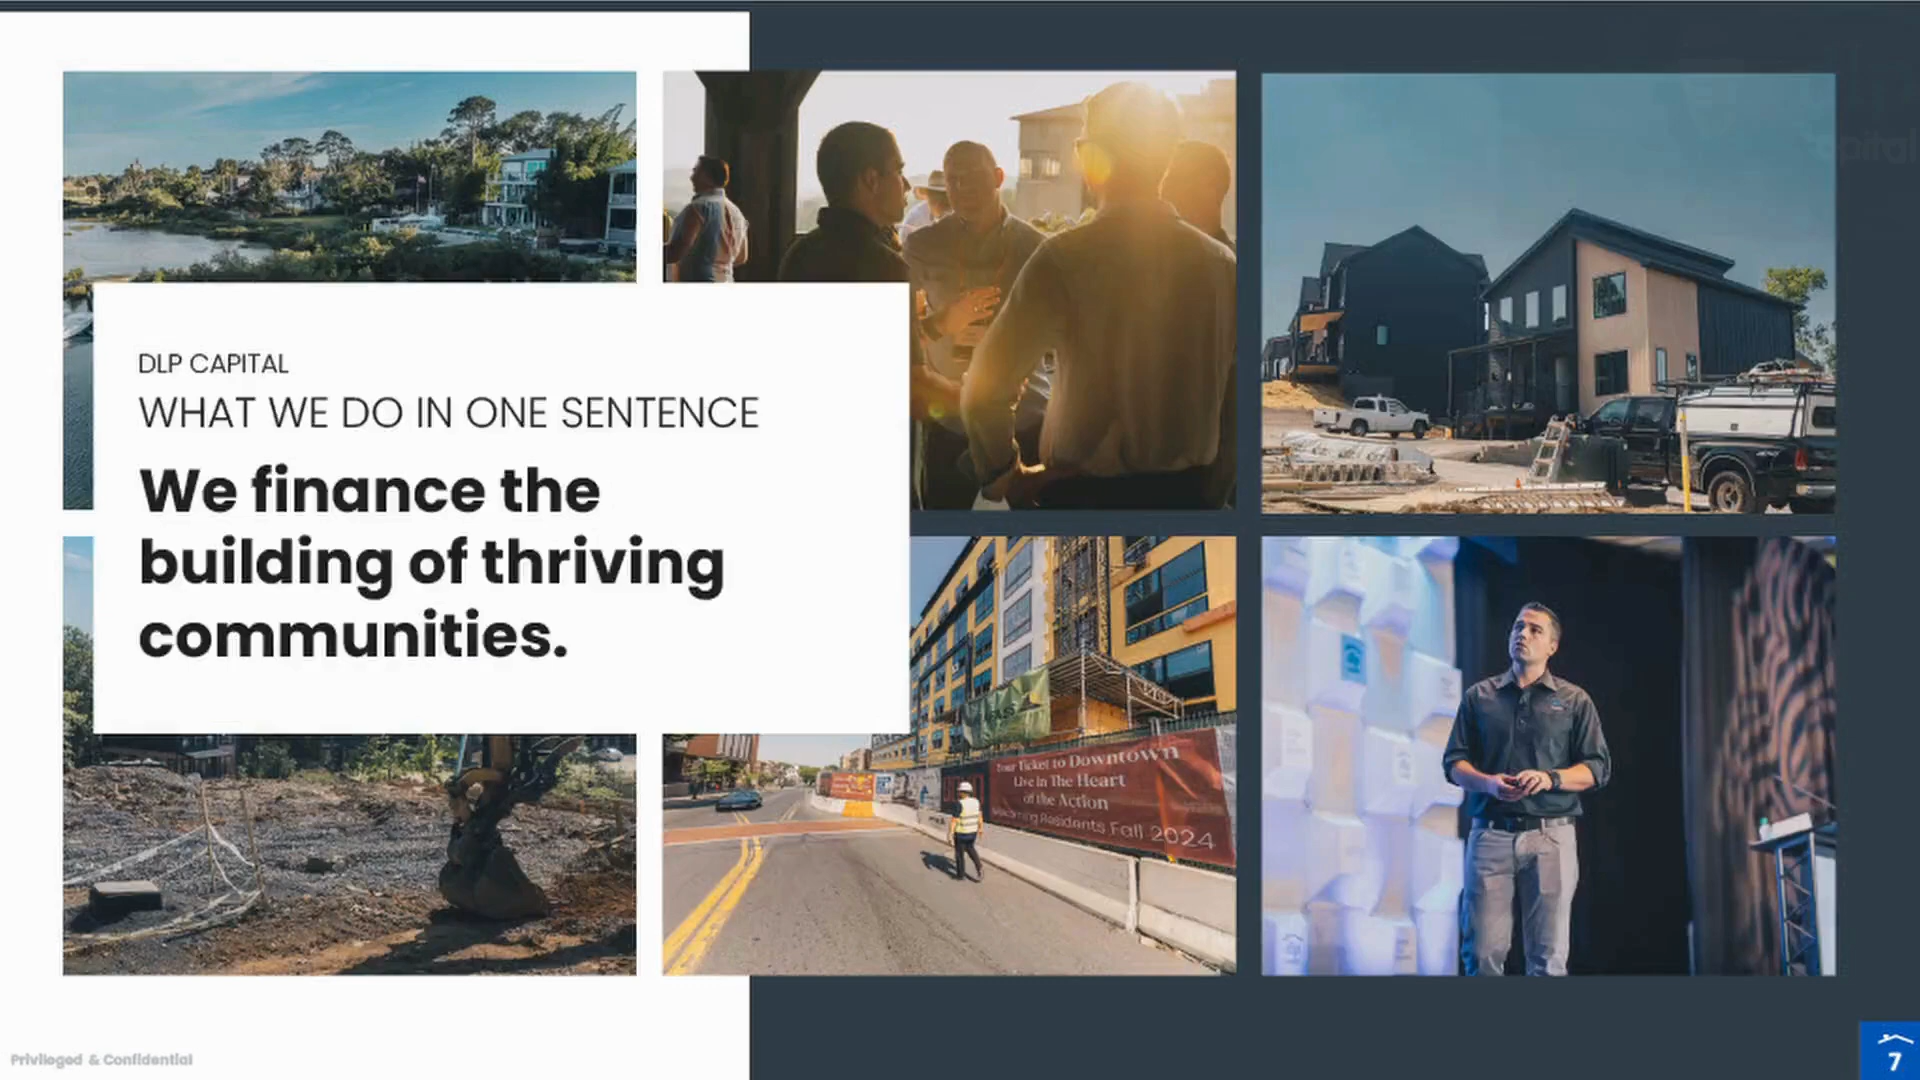 DLP CAPITAL
WHAT WE DO IN ONE SENTENCE
We finance the
building of thriving
communities.
Your Ticket to Downtown
Live in The Heart
of the Action
Residents Fall 2024
Privileged & Confidential
7